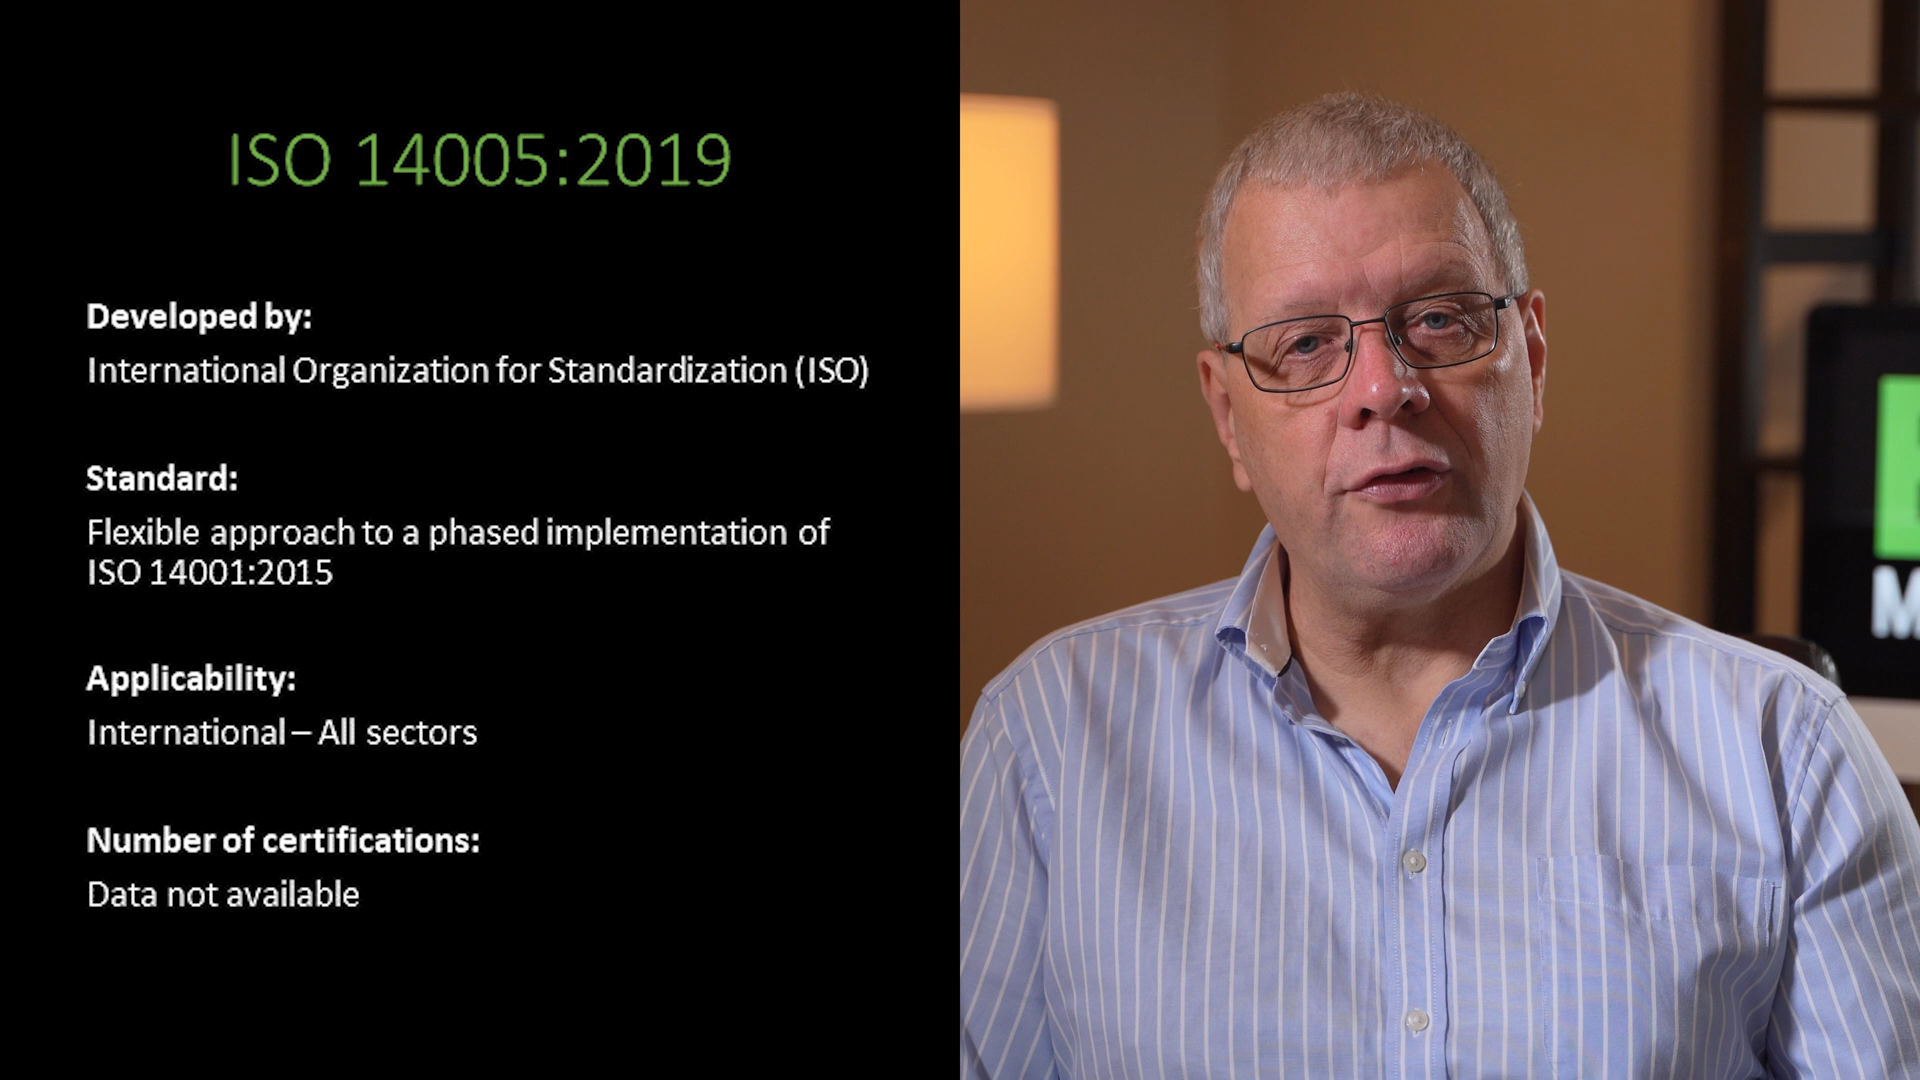 ISO 14005:2019
Developed by:
International Organization for Standardization (ISO)
Standard:
Flexible approach to a phased implementation of
ISO 14001:2015
Applicability:
International – All sectors
Number of certifications:
Data not available
M